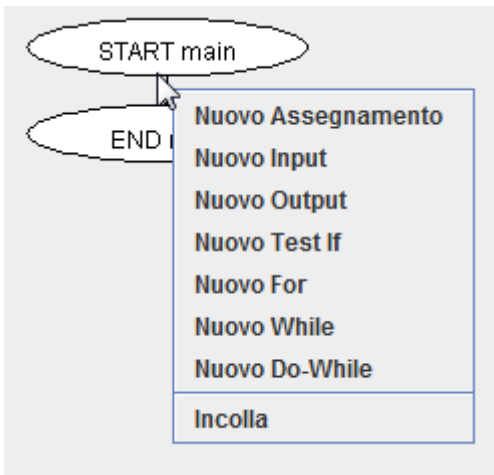 START main
END
Nuovo Assegnamento
Nuovo Input
Nuovo Output
Nuovo Test If
Nuovo For
Nuovo While
Nuovo Do-While
Incolla